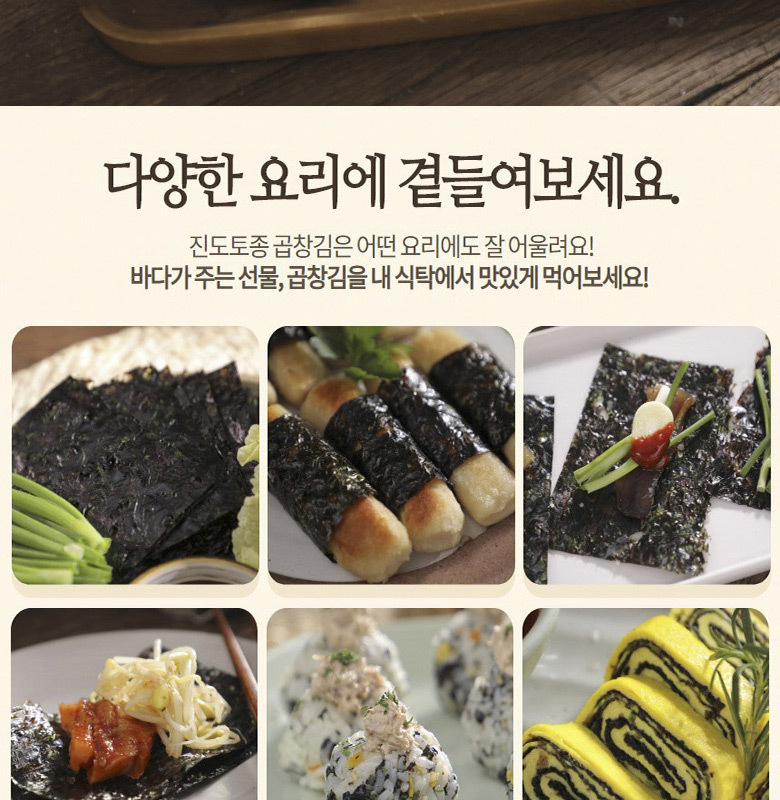 다양한 요리에 곁들여보세요.
진도토종 곱창김은 어떤 요리에도 잘 어울려요!
바다가 주는 선물, 곱창김을 내 식탁에서 맛있게 먹어보세요!